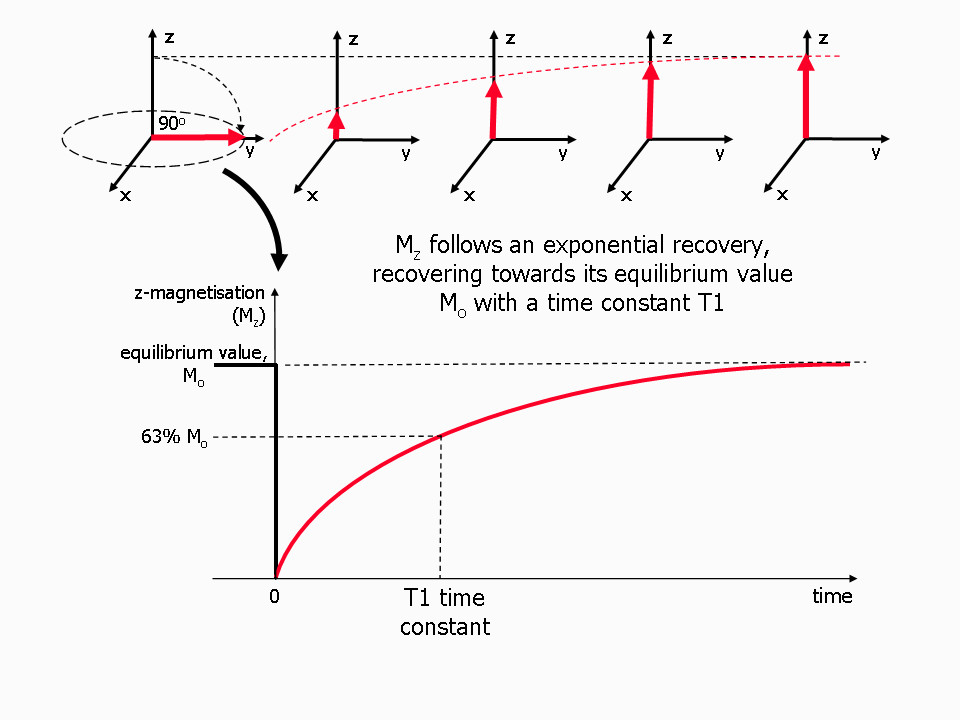 z
z
z
z
z
90o
y
y
y
y
y
x
x
x
x
x
Mz follows an exponential recovery,
recovering towards its equilibrium value
Mo with a time constant T1
z-magnetisation
(Mz)
equilibrium value,
Mo
63% Mo
0
T1 time
constant
time